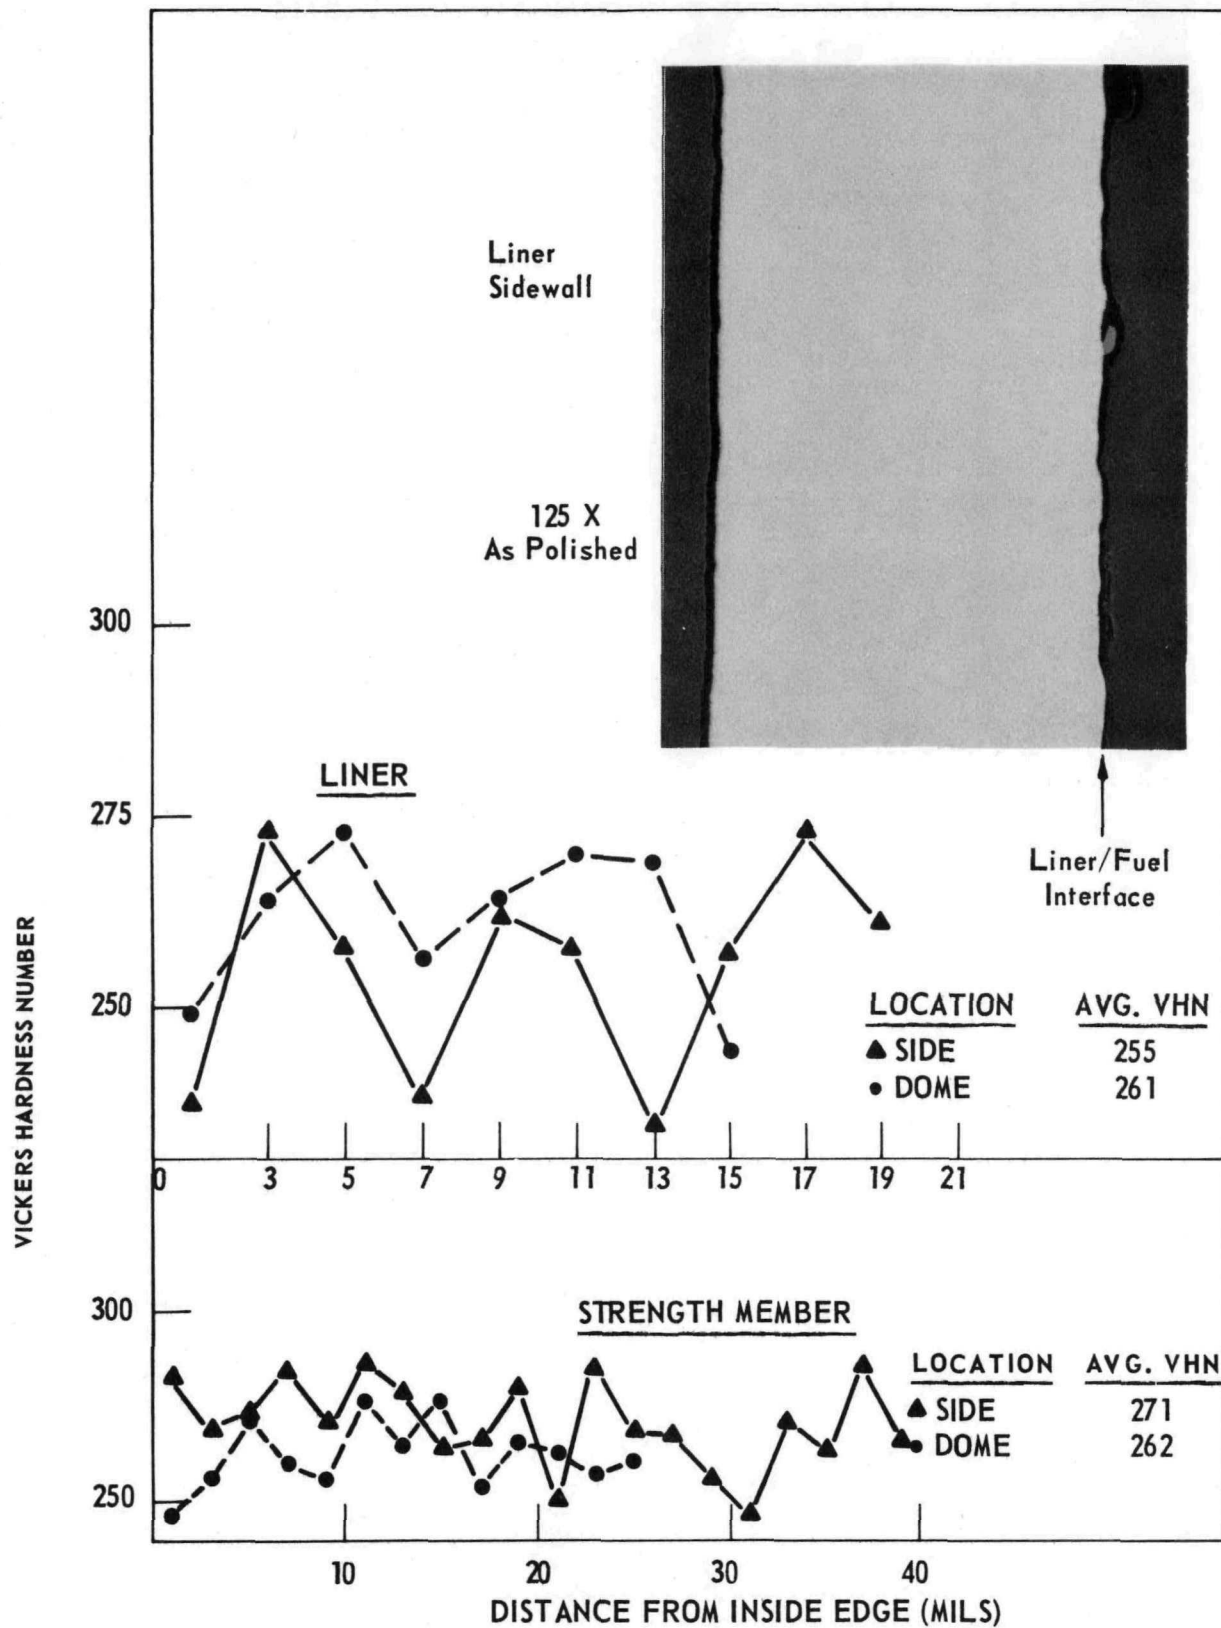 Liner
Sidewall
125 X
As Polished
300
LINER
275
Liner/Fuel
Interface
250
LOCATION AVG. VHN
SIDE 255
DOME 261
0 3 5 7 9 11 13 15 17 19 21
VICKERS HARDNESS NUMBER
300
STRENGTH MEMBER
LOCATION AVG. VHN
SIDE 271
DOME 262
250
10 20 30 40
DISTANCE FROM INSIDE EDGE (MILS)